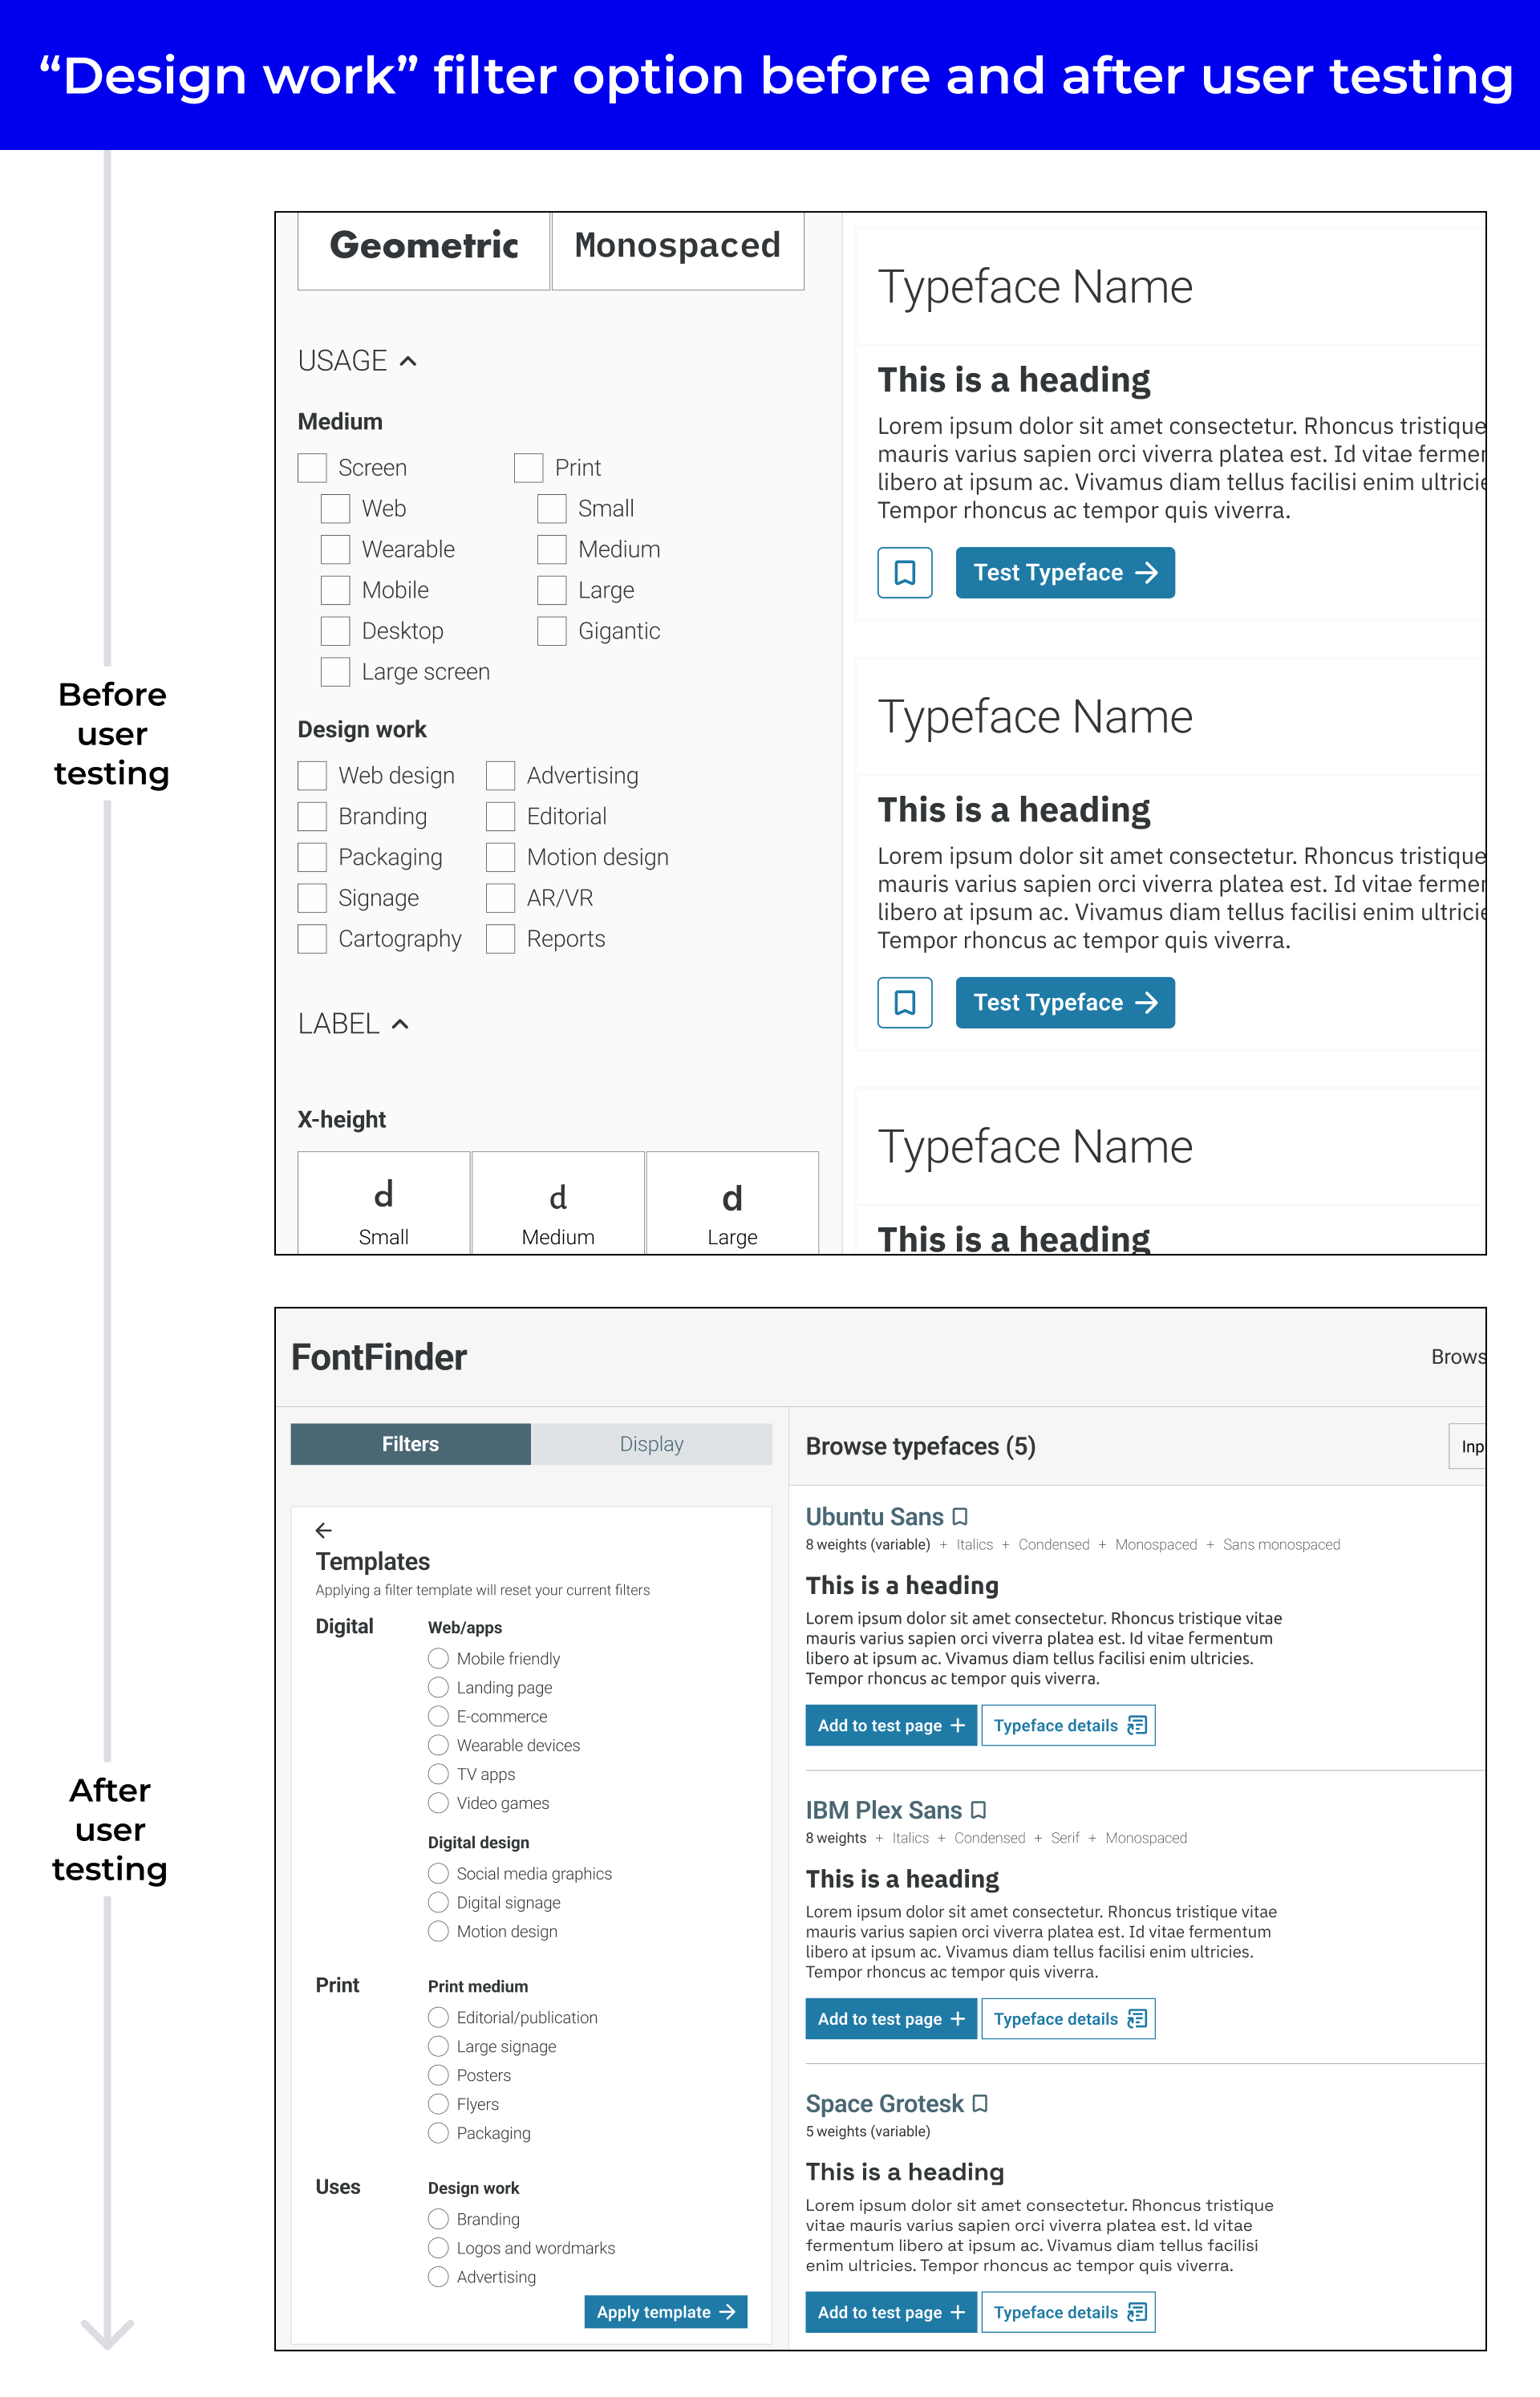 “Design work” filter option before and after user testing
Before
user
testing
Geometric
Monospaced
USAGE
Medium
Screen
Web
Wearable
Mobile
Desktop
Large screen
Print
Small
Medium
Large
Gigantic
Design work
Web design
Branding
Packaging
Signage
Cartography
Advertising
Editorial
Motion design
AR/VR
Reports
LABEL
X-height
d
Small
d
Medium
d
Large
Typeface Name
This is a heading
Lorem ipsum dolor sit amet consectetur. Rhoncus tristique
mauris varius sapien orci viverra platea est. Id vitae fermer
libero at ipsum ac. Vivamus diam tellus facilisi enim ultricie
Tempor rhoncus ac tempor quis viverra.
Test Typeface
Typeface Name
This is a heading
Lorem ipsum dolor sit amet consectetur. Rhoncus tristique
mauris varius sapien orci viverra platea est. Id vitae fermer
libero at ipsum ac. Vivamus diam tellus facilisi enim ultricie
Tempor rhoncus ac tempor quis viverra.
Test Typeface
Typeface Name
This is a heading
After
user
testing
FontFinder
Brows
Filters
Display
Templates
Applying a filter template will reset your current filters
Digital
Web/apps
Mobile friendly
Landing page
E-commerce
Wearable devices
TV apps
Video games
Digital design
Social media graphics
Digital signage
Motion design
Print
Print medium
Editorial/publication
Large signage
Posters
Flyers
Packaging
Uses
Design work
Branding
Logos and wordmarks
Advertising
Apply template
Browse typefaces (5)
Inp
Ubuntu Sans
8 weights (variable) + Italics + Condensed + Monospaced + Sans monospaced
This is a heading
Lorem ipsum dolor sit amet consectetur. Rhoncus tristique vitae
mauris varius sapien orci viverra platea est. Id vitae fermentum
libero at ipsum ac. Vivamus diam tellus facilisi enim ultricies.
Tempor rhoncus ac tempor quis viverra.
Add to test page +
Typeface details
IBM Plex Sans
8 weights + Italics + Condensed + Serif + Monospaced
This is a heading
Lorem ipsum dolor sit amet consectetur. Rhoncus tristique vitae
mauris varius sapien orci viverra platea est. Id vitae fermentum
libero at ipsum ac. Vivamus diam tellus facilisi enim ultricies.
Tempor rhoncus ac tempor quis viverra.
Add to test page +
Typeface details
Space Grotesk
5 weights (variable)
This is a heading
Lorem ipsum dolor sit amet consectetur. Rhoncus tristique
vitae mauris varius sapien orci viverra platea est. Id vitae
fermentum libero at ipsum ac. Vivamus diam tellus facilisi
enim ultricies. Tempor rhoncus ac tempor quis viverra.
Add to test page +
Typeface details